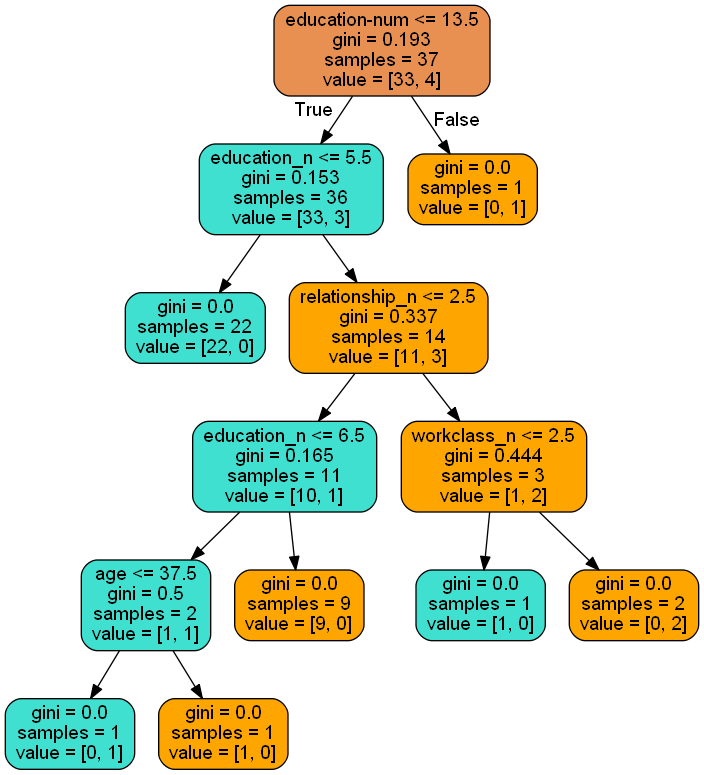 education-num <= 13.5
gini = 0.193
samples = 37
value = [33, 4]
True
False
education_n <= 5.5
gini = 0.153
samples = 36
value = [33, 3]
gini = 0.0
samples = 1
value = [0, 1]
gini = 0.0
samples = 22
value = [22, 0]
relationship_n <= 2.5
gini = 0.337
samples = 14
value = [11, 3]
education_n <= 6.5
gini = 0.165
samples = 11
value = [10, 1]
workclass_n <= 2.5
gini = 0.444
samples = 3
value = [1, 2]
age <= 37.5
gini = 0.5
samples = 2
value = [1, 1]
gini = 0.0
samples = 9
value = [9, 0]
gini = 0.0
samples = 1
value = [1, 0]
gini = 0.0
samples = 2
value = [0, 2]
gini = 0.0
samples = 1
value = [0, 1]
gini = 0.0
samples = 1
value = [1, 0]